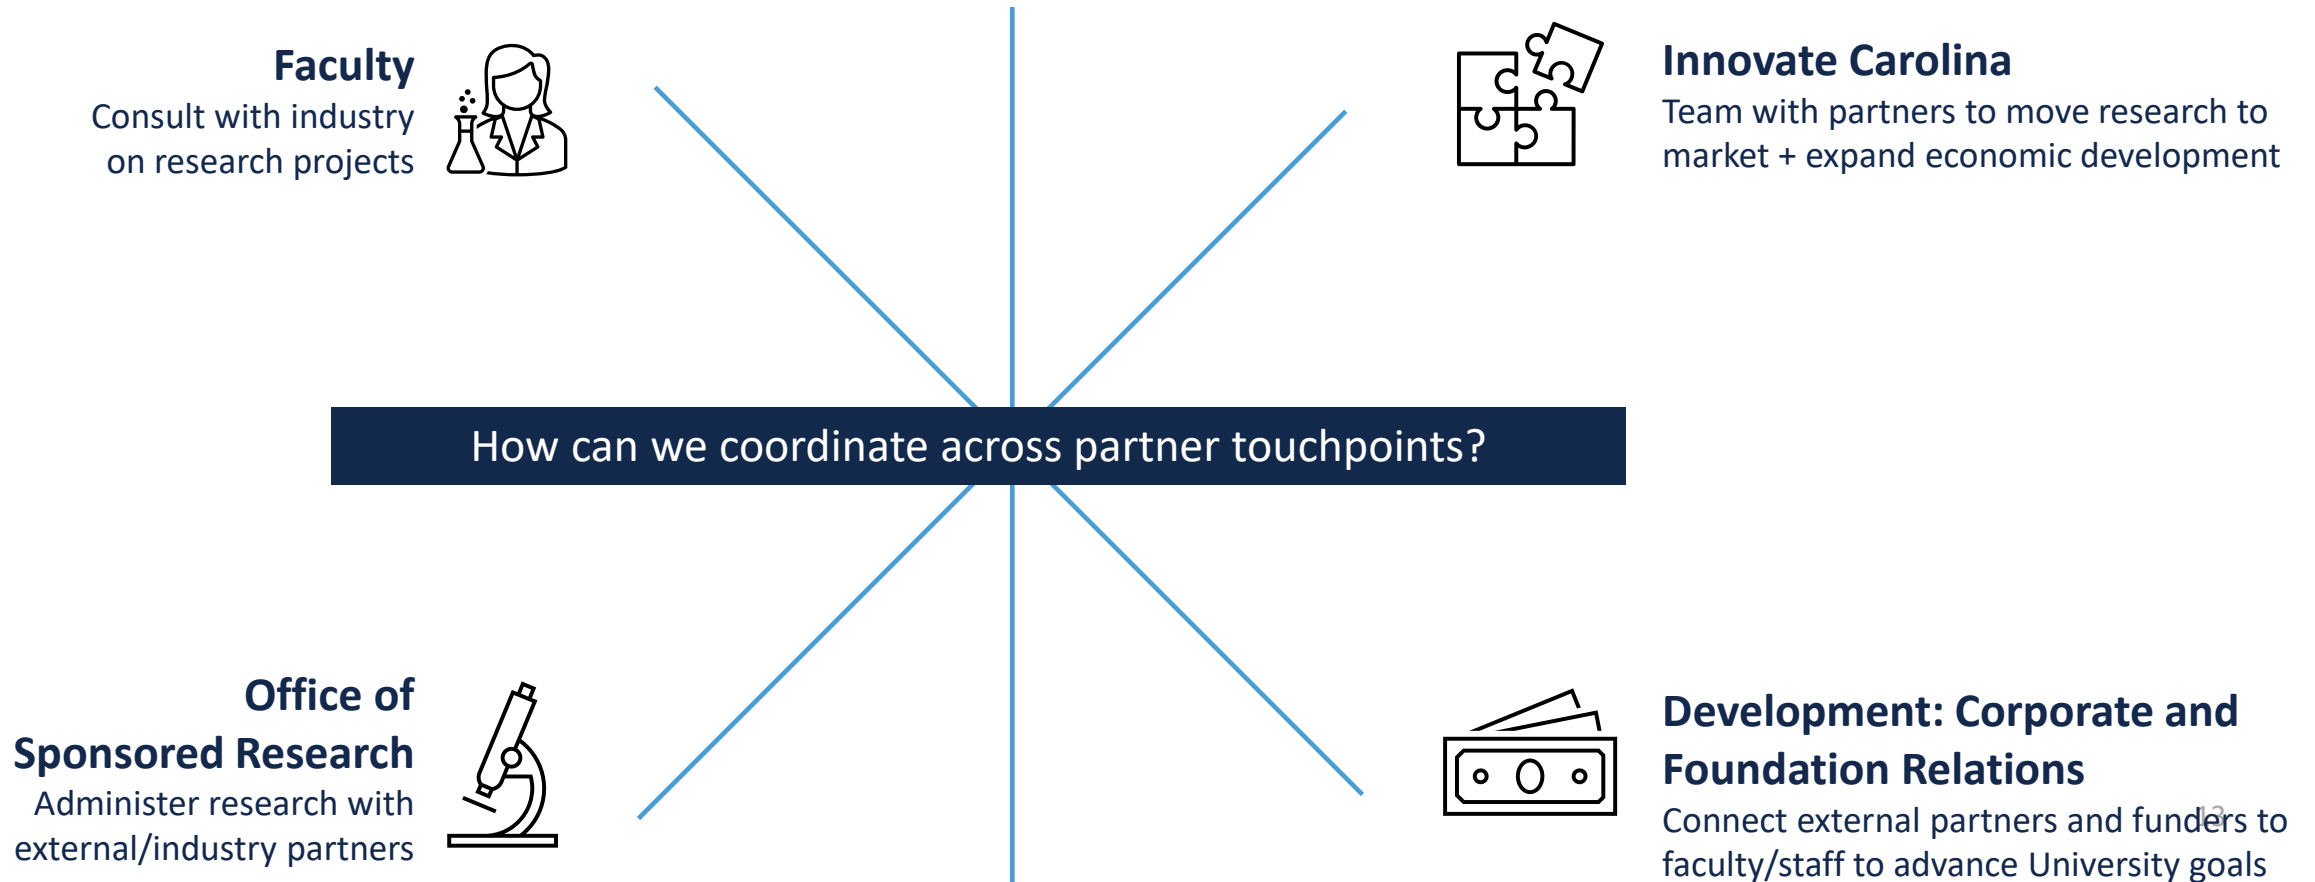 Faculty
Consult with industry
on research projects
Innovate Carolina
Team with partners to move research to
market + expand economic development
How can we coordinate across partner touchpoints?
Office of
Sponsored Research
Administer research with
external/industry partners
Development: Corporate and
Foundation Relations
Connect external partners and funders to
faculty/staff to advance University goals
13